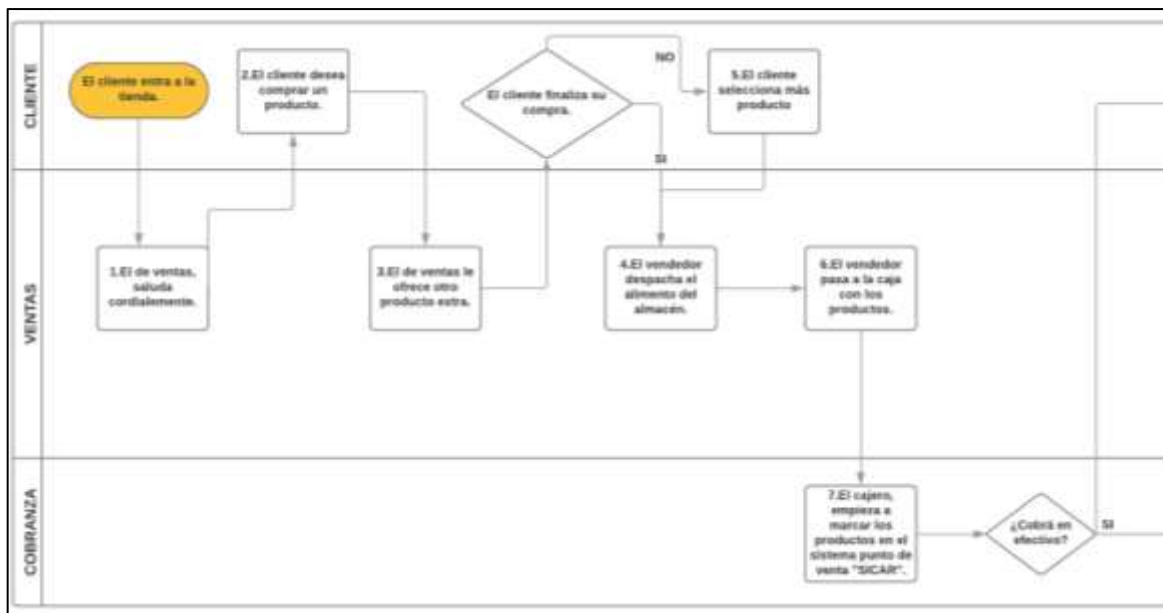 CLIENTE
El cliente entra a la
tienda.
2.El cliente desea
comprar un
producto.
El cliente finaliza su
compra.
NO
5.El cliente
selecciona más
producto
SI
VENTAS
1.El de ventas,
saluda
cordialemente.
3.El de ventas le
ofrece otro
producto extra.
4.El vendedor
despacha el
alimento del
almacén.
6.El vendedor
pasa a la caja
con los
productos.
COBRANZA
7.El cajero,
empieza a
marcar los
productos en el
sistema punto de
venta "SICAR".
¿Cobrá en
efectivo?
SI